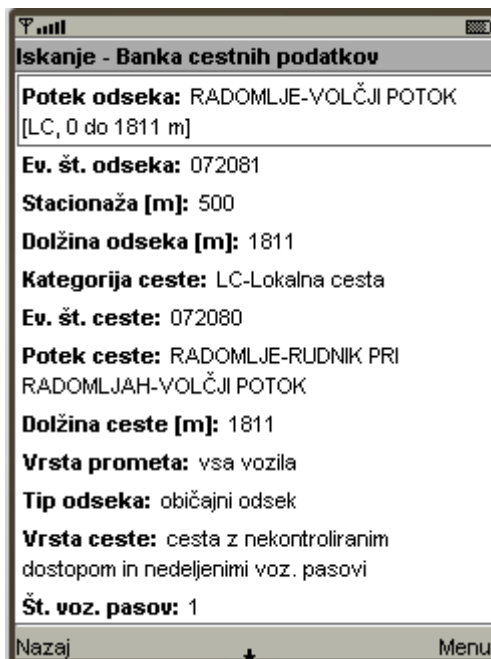 Iskanje - Banka cestnih podatkov
Potek odseka: RADOMLJE-VOLČJI POTOK
[LC, 0 do 1811 m]
Ev. št. odseka: 072081
Stacionaža [m]: 500
Dolžina odseka [m]: 1811
Kategorija ceste: LC-Lokalna cesta
Ev. št. ceste: 072080
Potek ceste: RADOMLJE-RUDNIK PRI
RADOMLJAH-VOLČJI POTOK
Dolžina ceste [m]: 1811
Vrsta prometa: vsa vozila
Tip odseka: običajni odsek
Vrsta ceste: cesta z nekontroliranim
dostopom in nedeljenimi voz. pasovi
Št. voz. pasov: 1
Nazaj
Menu